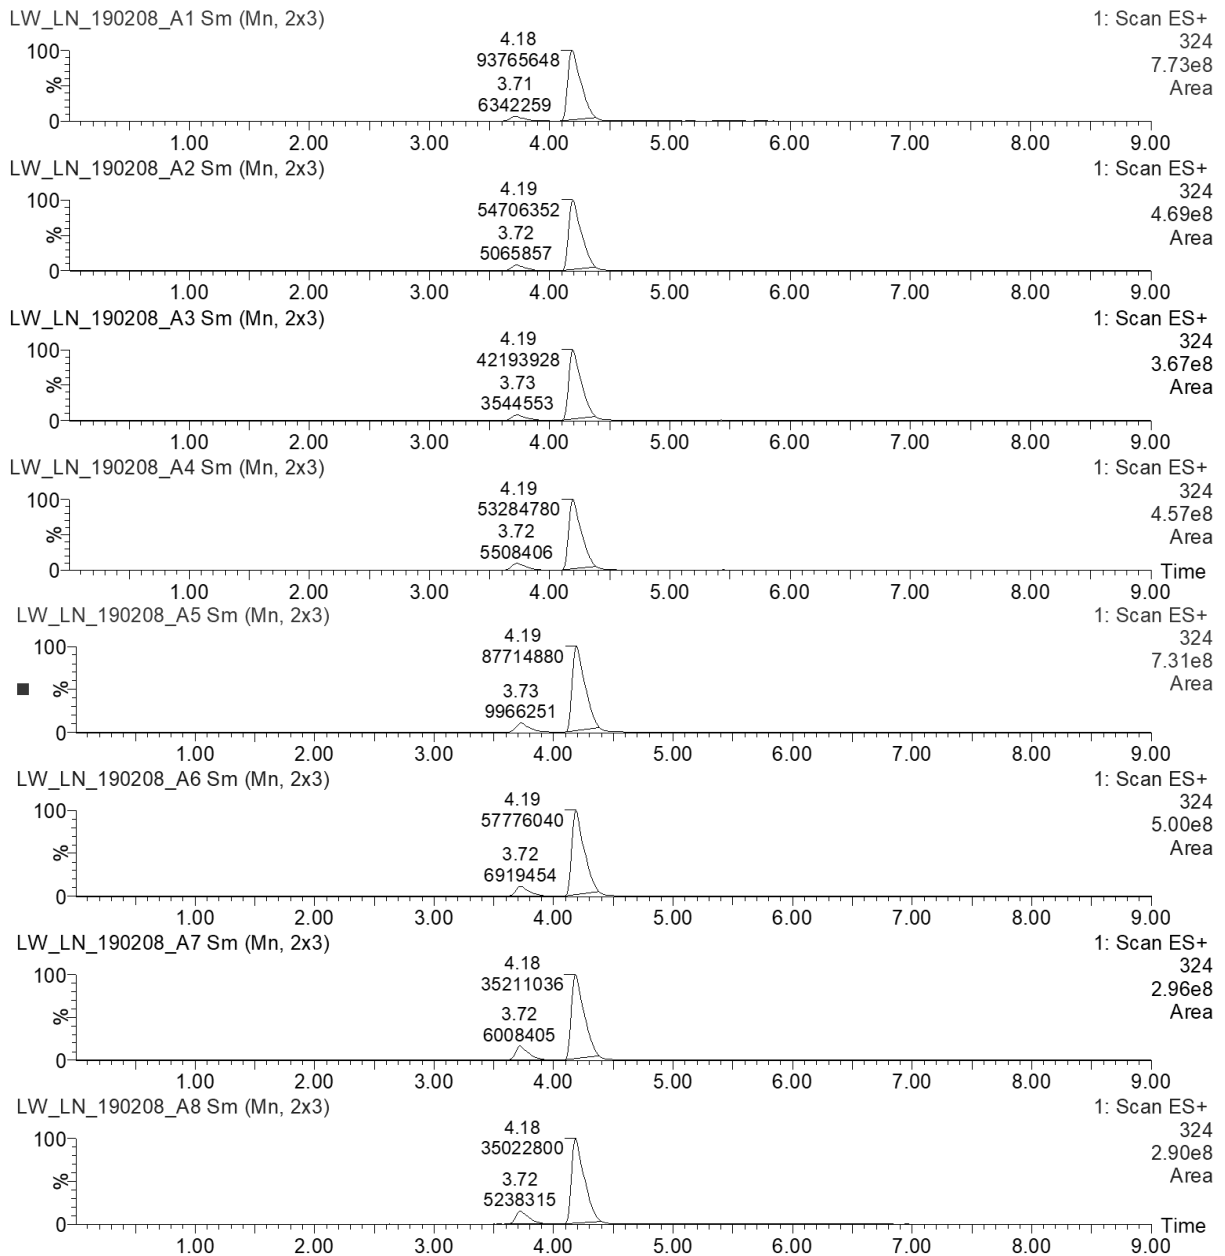 LW_LN_190208_A1 Sm (Mn, 2x3) 1: Scan ES+
324
7.73e8
Area
4.18
93765648
3.71
6342259
100
%
0
1.00 2.00 3.00 4.00 5.00 6.00 7.00 8.00 9.00
LW_LN_190208_A2 Sm (Mn, 2x3) 1: Scan ES+
324
4.69e8
Area
4.19
54706352
3.72
5065857
100
%
0
1.00 2.00 3.00 4.00 5.00 6.00 7.00 8.00 9.00
LW_LN_190208_A3 Sm (Mn, 2x3) 1: Scan ES+
324
3.67e8
Area
4.19
42193928
3.73
3544553
100
%
0
1.00 2.00 3.00 4.00 5.00 6.00 7.00 8.00 9.00
LW_LN_190208_A4 Sm (Mn, 2x3) 1: Scan ES+
324
4.57e8
Area
4.19
53284780
3.72
5508406
100
%
0
Time
1.00 2.00 3.00 4.00 5.00 6.00 7.00 8.00 9.00
LW_LN_190208_A5 Sm (Mn, 2x3) 1: Scan ES+
324
7.31e8
Area
4.19
87714880
3.73
9966251
100
%
0
1.00 2.00 3.00 4.00 5.00 6.00 7.00 8.00 9.00
LW_LN_190208_A6 Sm (Mn, 2x3) 1: Scan ES+
324
5.00e8
Area
4.19
57776040
3.72
6919454
100
%
0
1.00 2.00 3.00 4.00 5.00 6.00 7.00 8.00 9.00
LW_LN_190208_A7 Sm (Mn, 2x3) 1: Scan ES+
324
2.96e8
Area
4.18
35211036
3.72
6008405
100
%
0
1.00 2.00 3.00 4.00 5.00 6.00 7.00 8.00 9.00
LW_LN_190208_A8 Sm (Mn, 2x3) 1: Scan ES+
324
2.90e8
Area
4.18
35022800
3.72
5238315
100
%
0
Time
1.00 2.00 3.00 4.00 5.00 6.00 7.00 8.00 9.00